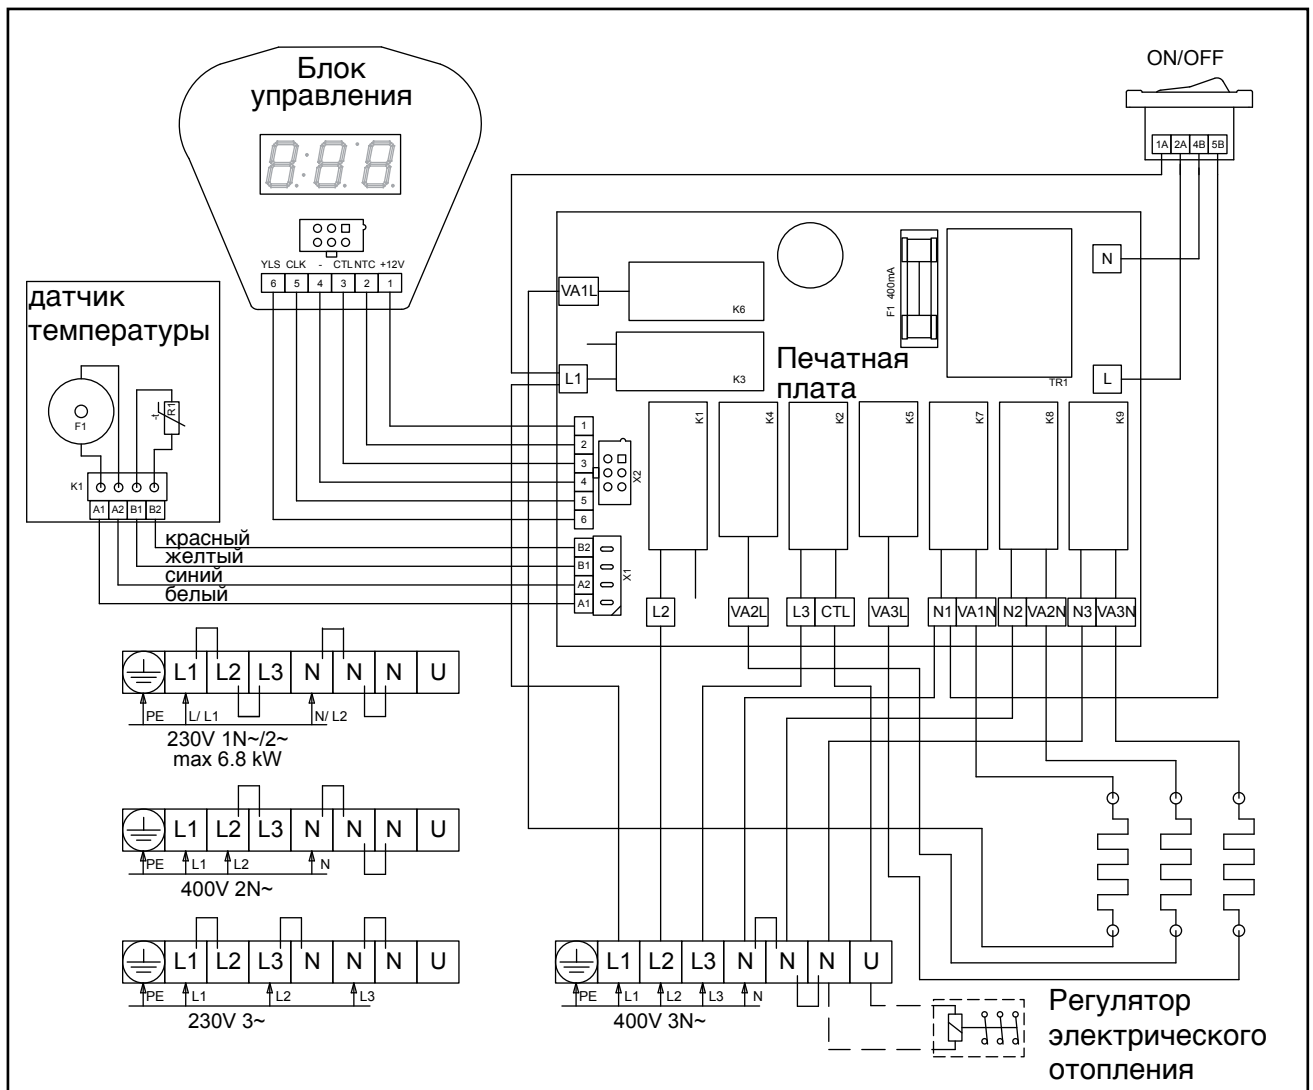 Блок
управления
ON/OFF
1A 2A 4B 5B
YLS CLK - CTL NTC +12V
6 5 4 3 2 1
датчик
температуры
F1
R1
-t
K1
A1 A2 B1 B2
красный
желтый
синий
белый
VA1L
K6
L1
K3
Печатная
плата
F1 400mA
TR1
N
L
1
2
3
4
5
6
X2
B2
B1
A2
A1
X1
K1 K4 K2 K5 K7 K8 K9
L2 VA2L L3 CTL VA3L N1 VA1N N2 VA2N N3 VA3N
L1 L2 L3 N N N U
PE L/ L1 N/ L2
230V 1N~/2~
max 6.8 kW
L1 L2 L3 N N N U
PE L1 L2 N
400V 2N~
L1 L2 L3 N N N U
PE L1 L2 L3
230V 3~
L1 L2 L3 N N N U
PE L1 L2 L3 N
400V 3N~
Регулятор
электрического
отопления